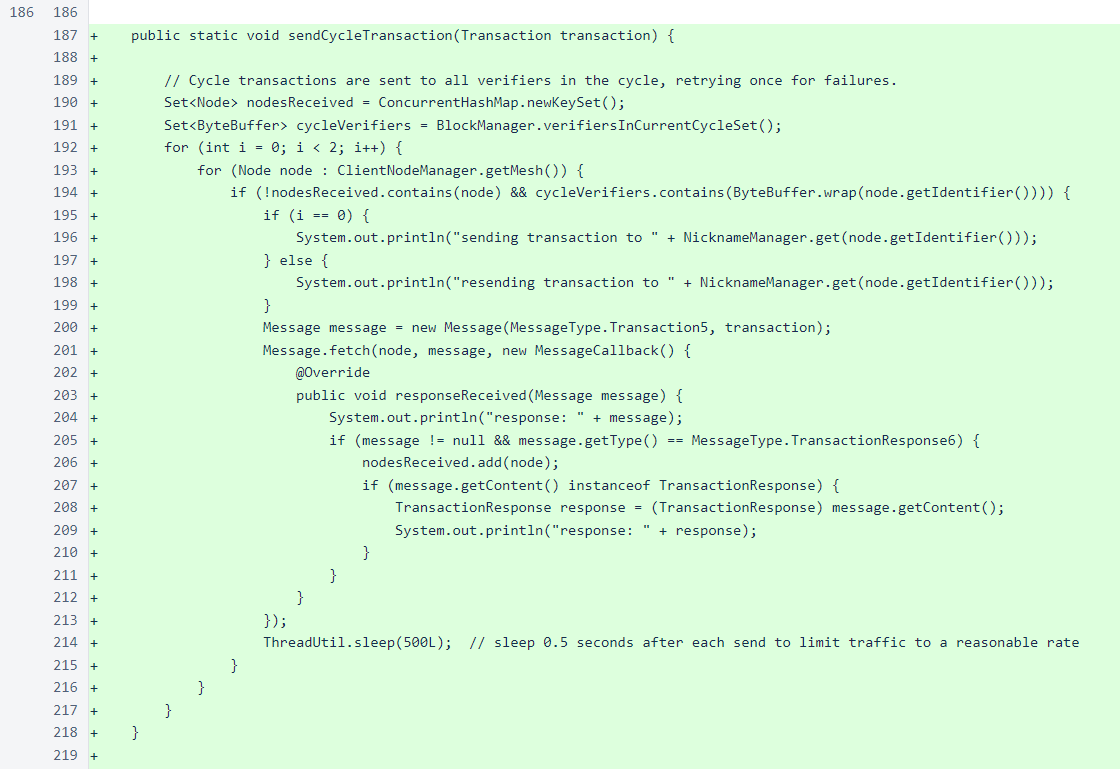 186 186
187 + public static void sendCycleTransaction(Transaction transaction) {
188 +
189 + // Cycle transactions are sent to all verifiers in the cycle, retrying once for failures.
190 + Set<Node> nodesReceived = ConcurrentHashMap.newKeySet();
191 + Set<ByteBuffer> cycleVerifiers = BlockManager.verifiersInCurrentCycleSet();
192 + for (int i = 0; i < 2; i++) {
193 + for (Node node : ClientNodeManager.getMesh()) {
194 + if (!nodesReceived.contains(node) && cycleVerifiers.contains(ByteBuffer.wrap(node.getIdentifier()))) {
195 + if (i == 0) {
196 + System.out.println("sending transaction to " + NicknameManager.get(node.getIdentifier()));
197 + } else {
198 + System.out.println("resending transaction to " + NicknameManager.get(node.getIdentifier()));
199 + }
200 + Message message = new Message(MessageType.Transaction5, transaction);
201 + Message.fetch(node, message, new MessageCallback() {
202 + @Override
203 + public void responseReceived(Message message) {
204 + System.out.println("response: " + message);
205 + if (message != null && message.getType() == MessageType.TransactionResponse6) {
206 + nodesReceived.add(node);
207 + if (message.getContent() instanceof TransactionResponse) {
208 + TransactionResponse response = (TransactionResponse) message.getContent();
209 + System.out.println("response: " + response);
210 + }
211 + }
212 + }
213 + });
214 + ThreadUtil.sleep(500L);  // sleep 0.5 seconds after each send to limit traffic to a reasonable rate
215 + }
216 + }
217 + }
218 + }
219 +